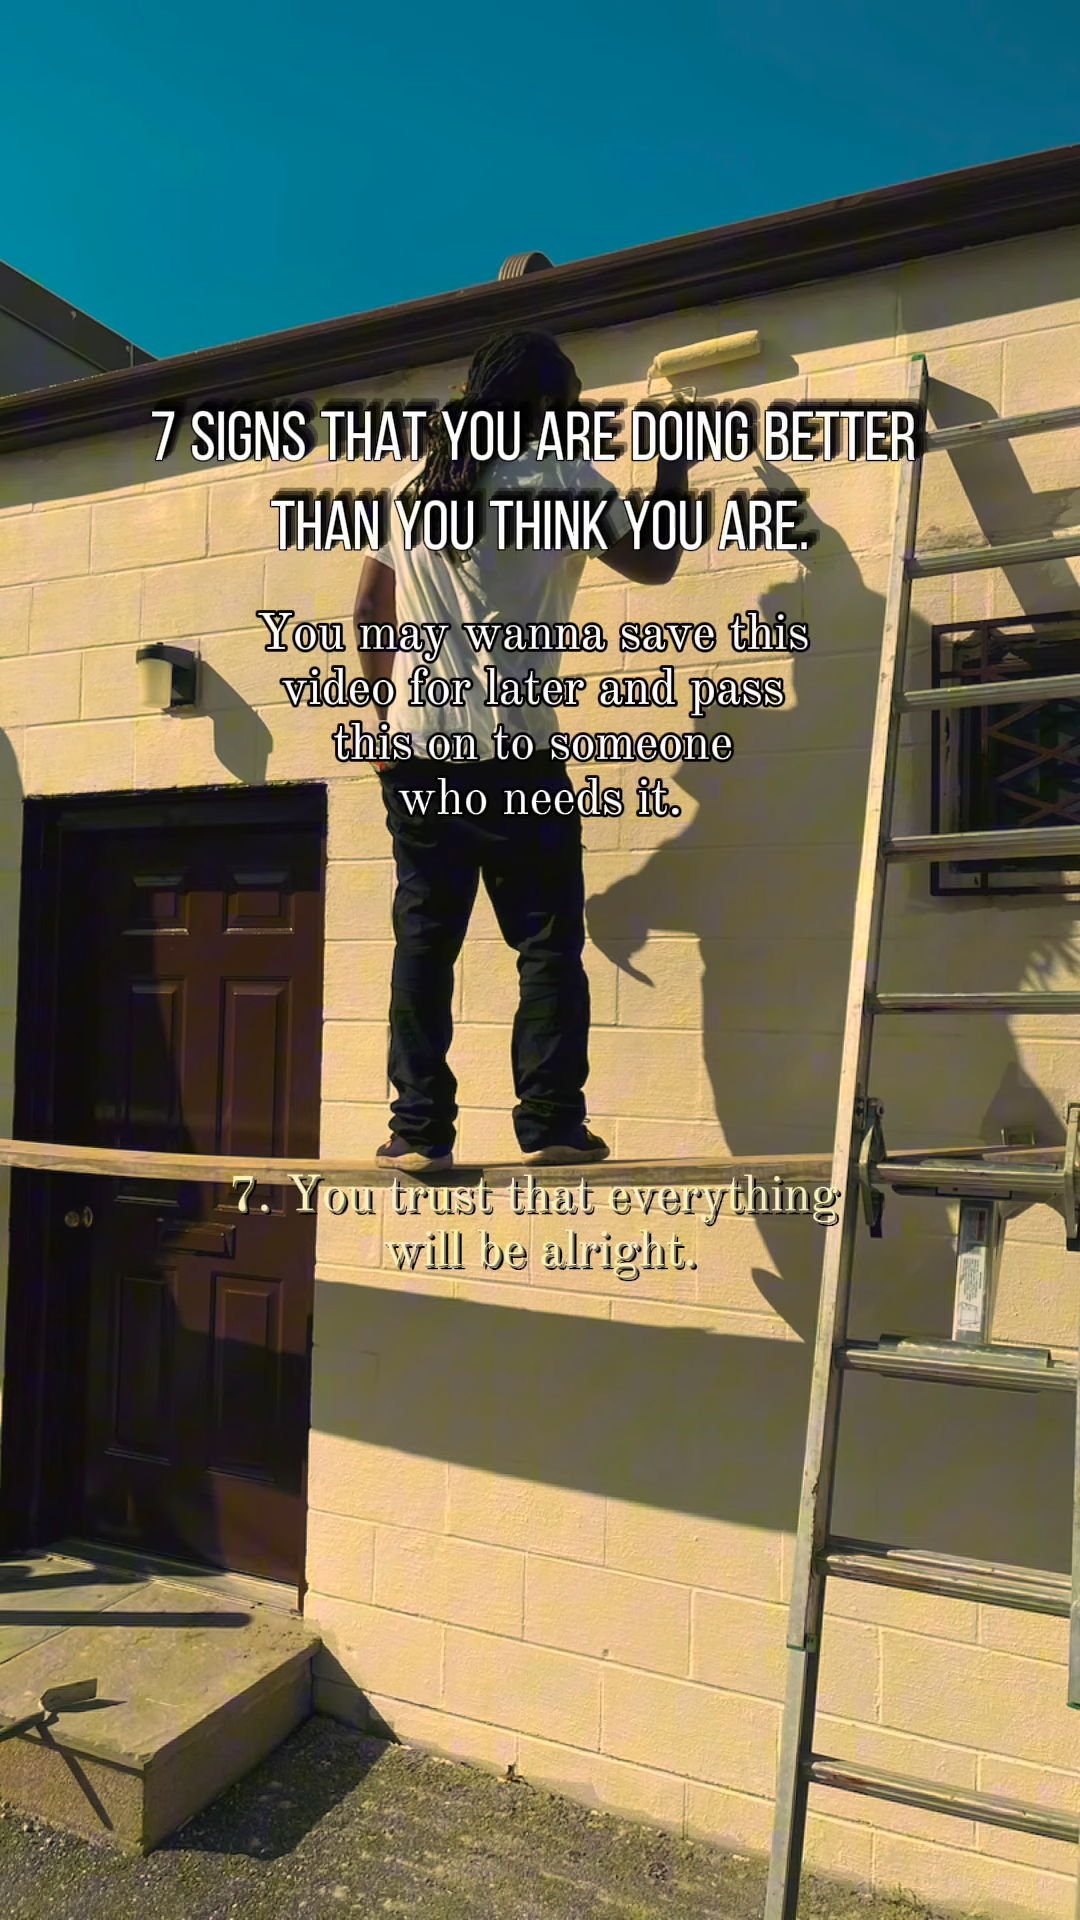 7 SIGNS THAT YOU ARE DOING BETTER
THAN YOU THINK YOU ARE.
You may wanna save this
video for later and pass
this on to someone
who needs it.
7. You trust that everything
will be alright.